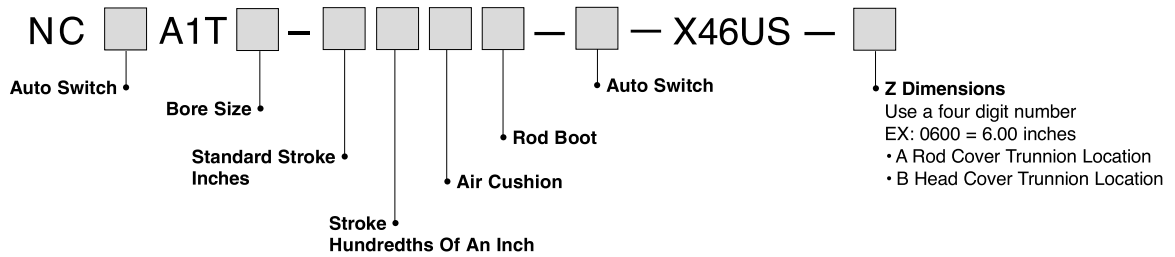 NC A1T – — — X46US —
Auto Switch
Bore Size
Standard Stroke
Inches
Stroke
Hundredths Of An Inch
Air Cushion
Rod Boot
Auto Switch
Z Dimensions
Use a four digit number
EX: 0600 = 6.00 inches
• A Rod Cover Trunnion Location
• B Head Cover Trunnion Location